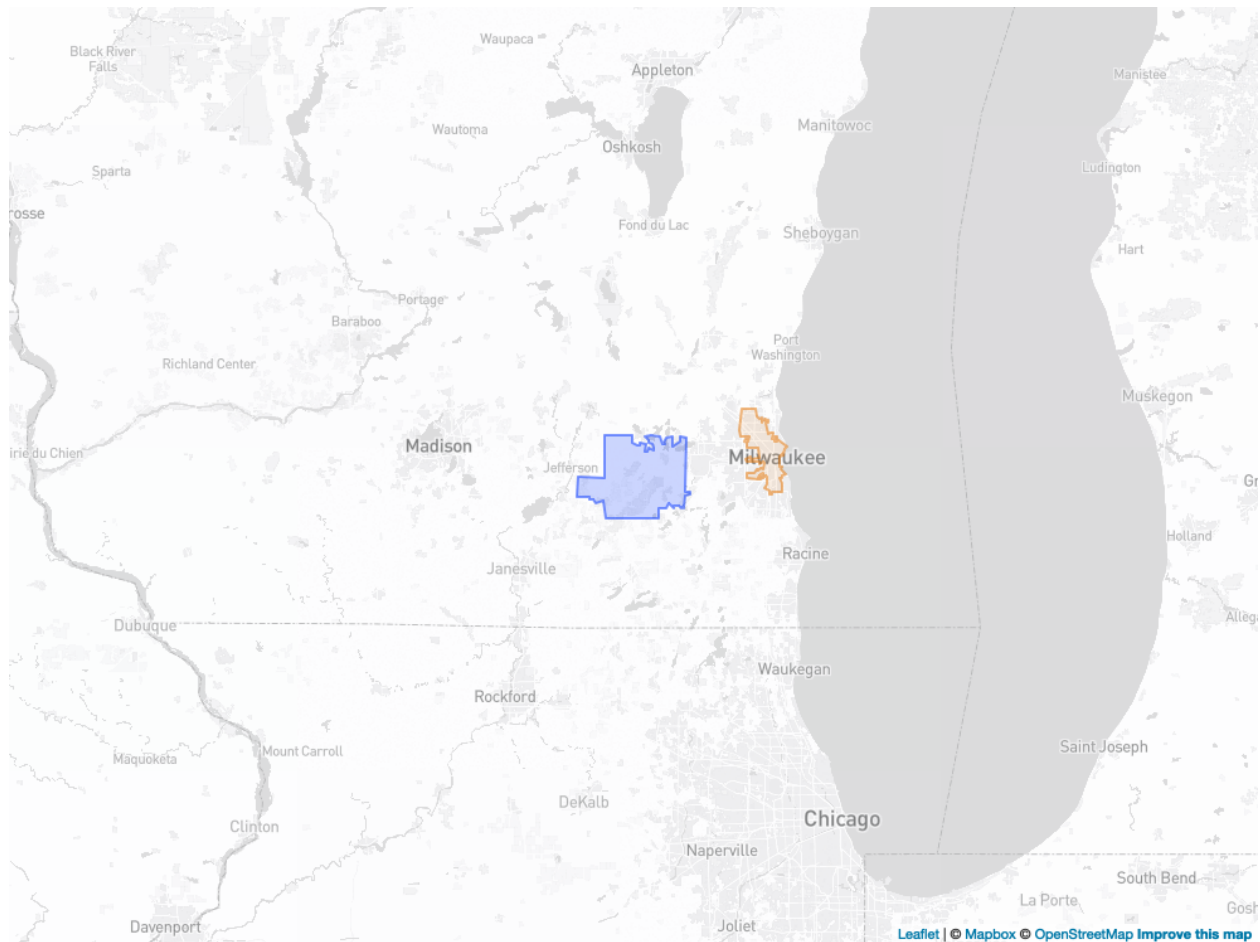 Waupaca
Black River
Falls
Appleton
Manistee
Manitowoc
Wautoma
Oshkosh
Sparta
Ludington
rosse
Fond du Lac
Sheboygan
Hart
Portage
Baraboo
Port
Washington
Richland Center
Muskegon
Madison
irie du Chien
Milwaukee
Jefferson
Gr
Holland
Racine
Janesville
Allega
Dubuque
Waukegan
Rockford
Saint Joseph
Mount Carroll
Maquoketa
DeKalb
Chicago
Clinton
Naperville
South Bend
La Porte
Gosh
Davenport
Joliet
Leaflet | © Mapbox © OpenStreetMap Improve this map